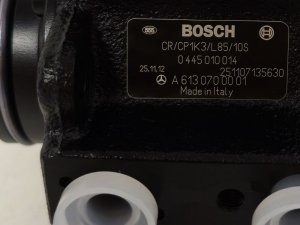 BOSCH
CR/CP1K3/L85/10S
0 445 010 014
25.11.12 251107135630
A 613 070 00 01
Made in Italy